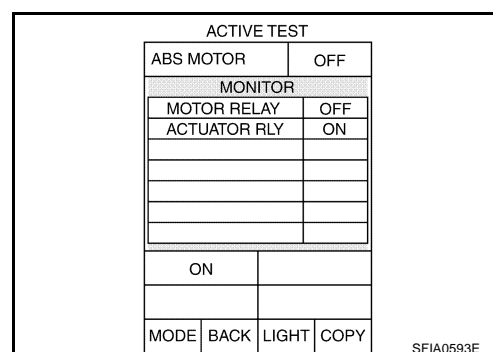 ACTIVE TEST
ABS MOTOR OFF
MONITOR
MOTOR RELAY OFF
ACTUATOR RLY ON
ON
MODE BACK LIGHT COPY
SFIA0593E